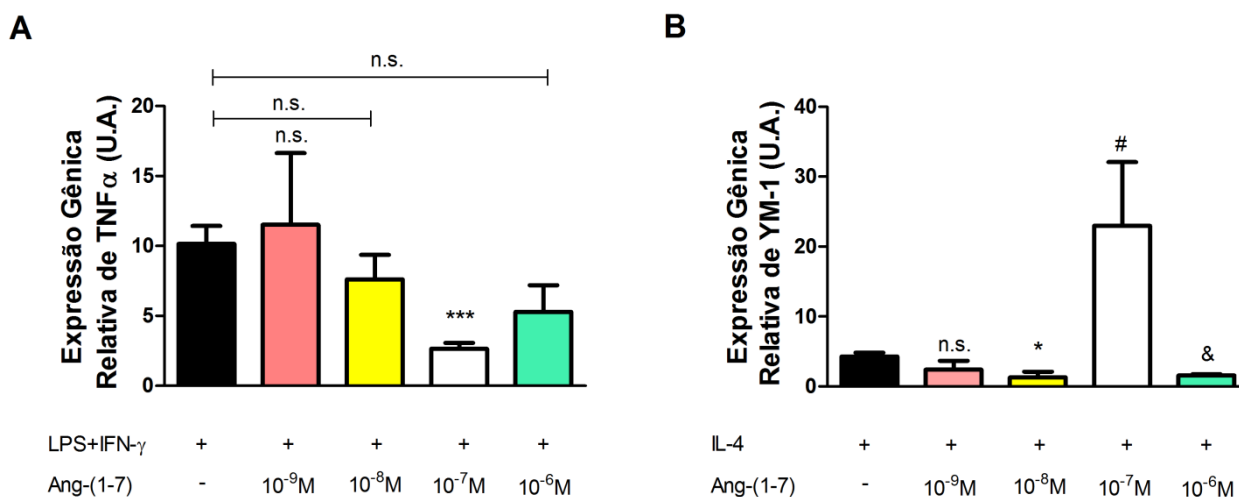 A
Expressão Gênica
Relativa de TNFα (U.A.)
20
15
10
5
0
n.s.
n.s.
n.s.
***
LPS+IFN-γ + + + + +
Ang-(1-7) - 10⁻⁹M 10⁻⁸M 10⁻⁷M 10⁻⁶M
B
Expressão Gênica
Relativa de YM-1 (U.A.)
40
30
20
10
0
n.s.
*
#
&
IL-4 + + + + +
Ang-(1-7) - 10⁻⁹M 10⁻⁸M 10⁻⁷M 10⁻⁶M